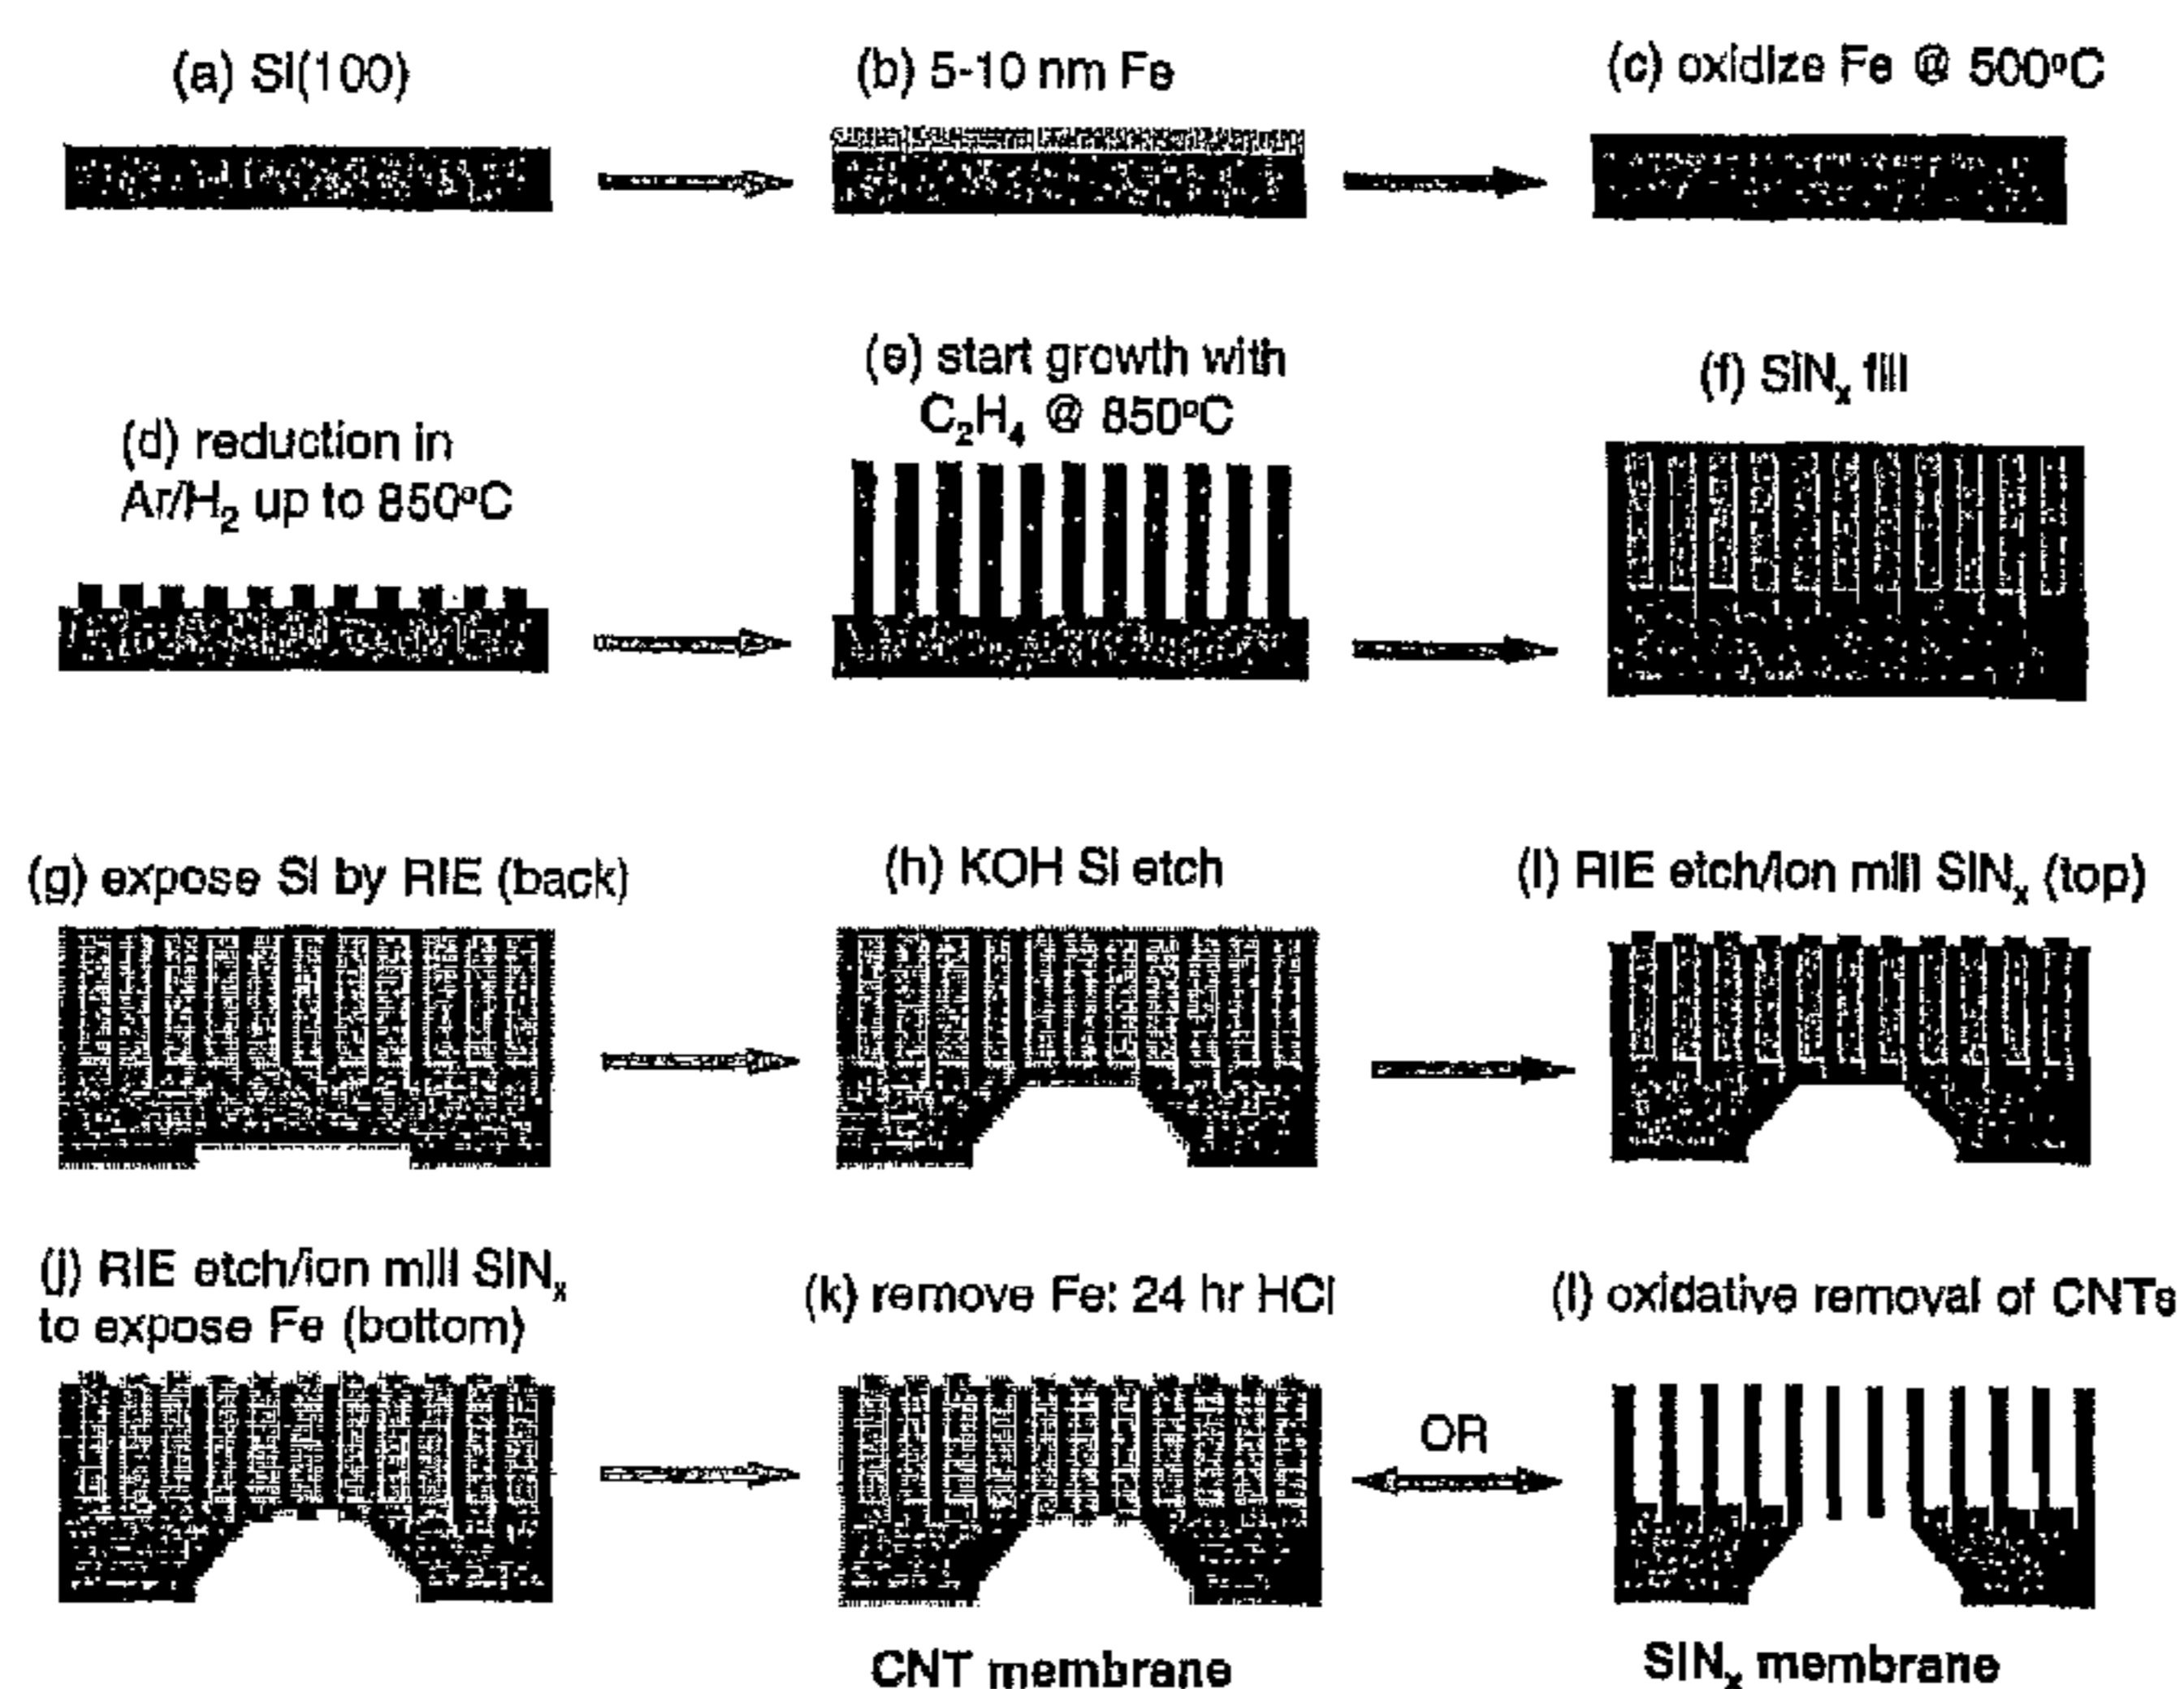 (a) Si(100)
(b) 5-10 nm Fe
(c) oxidize Fe @ 500ºC
(d) reduction in
Ar/H₂ up to 850ºC
(e) start growth with
C₂H₄ @ 850ºC
(f) SiNₓ fill
(g) expose Si by RIE (back)
(h) KOH Si etch
(i) RIE etch/ion mill SiNₓ (top)
(j) RIE etch/ion mill SiNₓ
to expose Fe (bottom)
(k) remove Fe: 24 hr HCl
OR
(l) oxidative removal of CNTs
CNT membrane
SiNₓ membrane